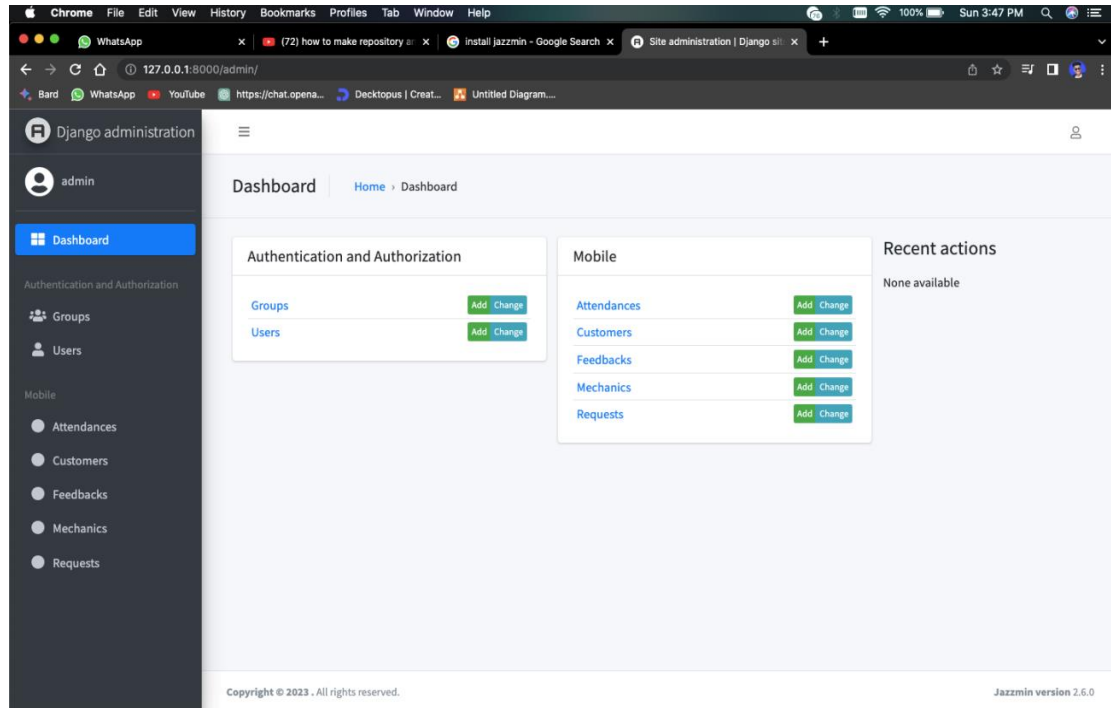 Chrome File Edit View History Bookmarks Profiles Tab Window Help 100% Sun 3:47 PM
WhatsApp (72) how to make repository install jazzmin - Google Search Site administration | Django
127.0.0.1:8000/admin/
Bard WhatsApp YouTube https://chat.opena... Decktopus | Creat... Untitled Diagram....
Django administration
admin
Dashboard Home › Dashboard
Dashboard
Authentication and Authorization
Groups
Users
Mobile
Attendances
Customers
Feedbacks
Mechanics
Requests
Authentication and Authorization
Groups Add Change
Users Add Change
Mobile
Attendances Add Change
Customers Add Change
Feedbacks Add Change
Mechanics Add Change
Requests Add Change
Recent actions
None available
Copyright © 2023 . All rights reserved. Jazzmin version 2.6.0